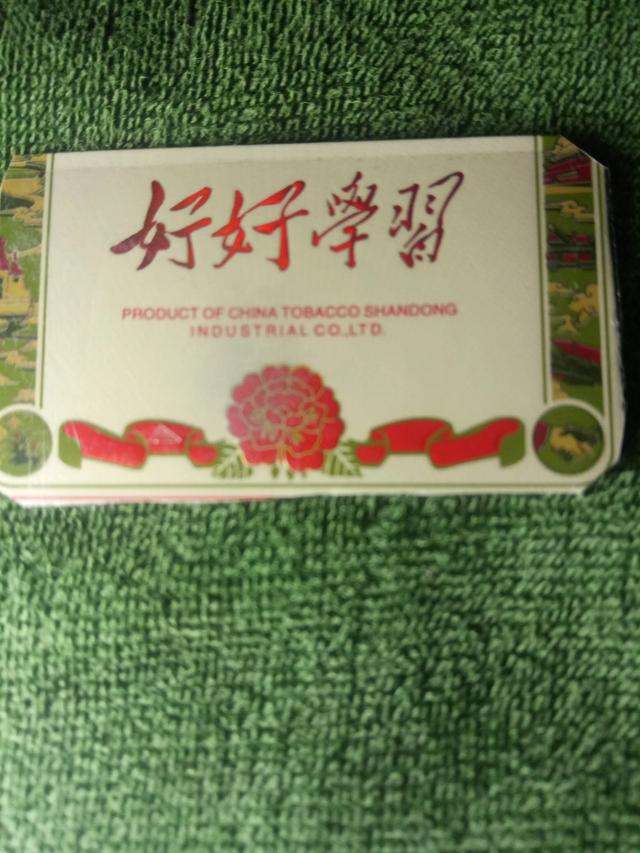 好好學習
PRODUCT OF CHINA TOBACCO SHANDONG
INDUSTRIAL CO.,LTD.